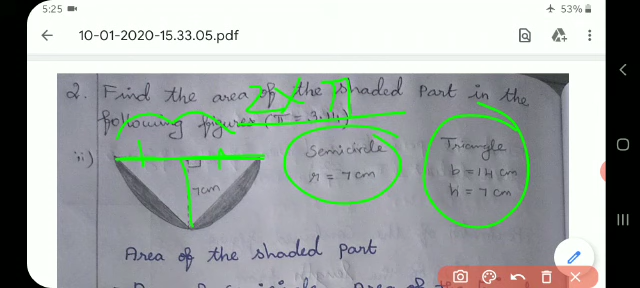 5:25
53%
10-01-2020-15.33.05.pdf
2. Find the area of the shaded Part in the
following figures (π = 3.14)
2 x 7
ii)
7cm
Semicircle
r = 7cm
Triangle
b = 14 cm
h = 7 cm
Area of the shaded part